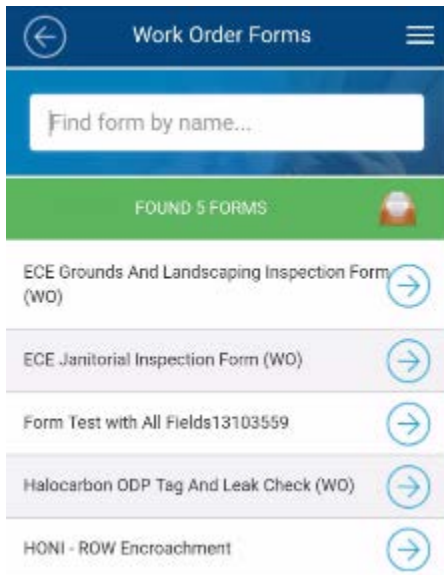 Work Order Forms
Find form by name...
FOUND 5 FORMS
ECE Grounds And Landscaping Inspection Form
(WO)
ECE Janitorial Inspection Form (WO)
Form Test with All Fields13103559
Halocarbon ODP Tag And Leak Check (WO)
HONI - ROW Encroachment